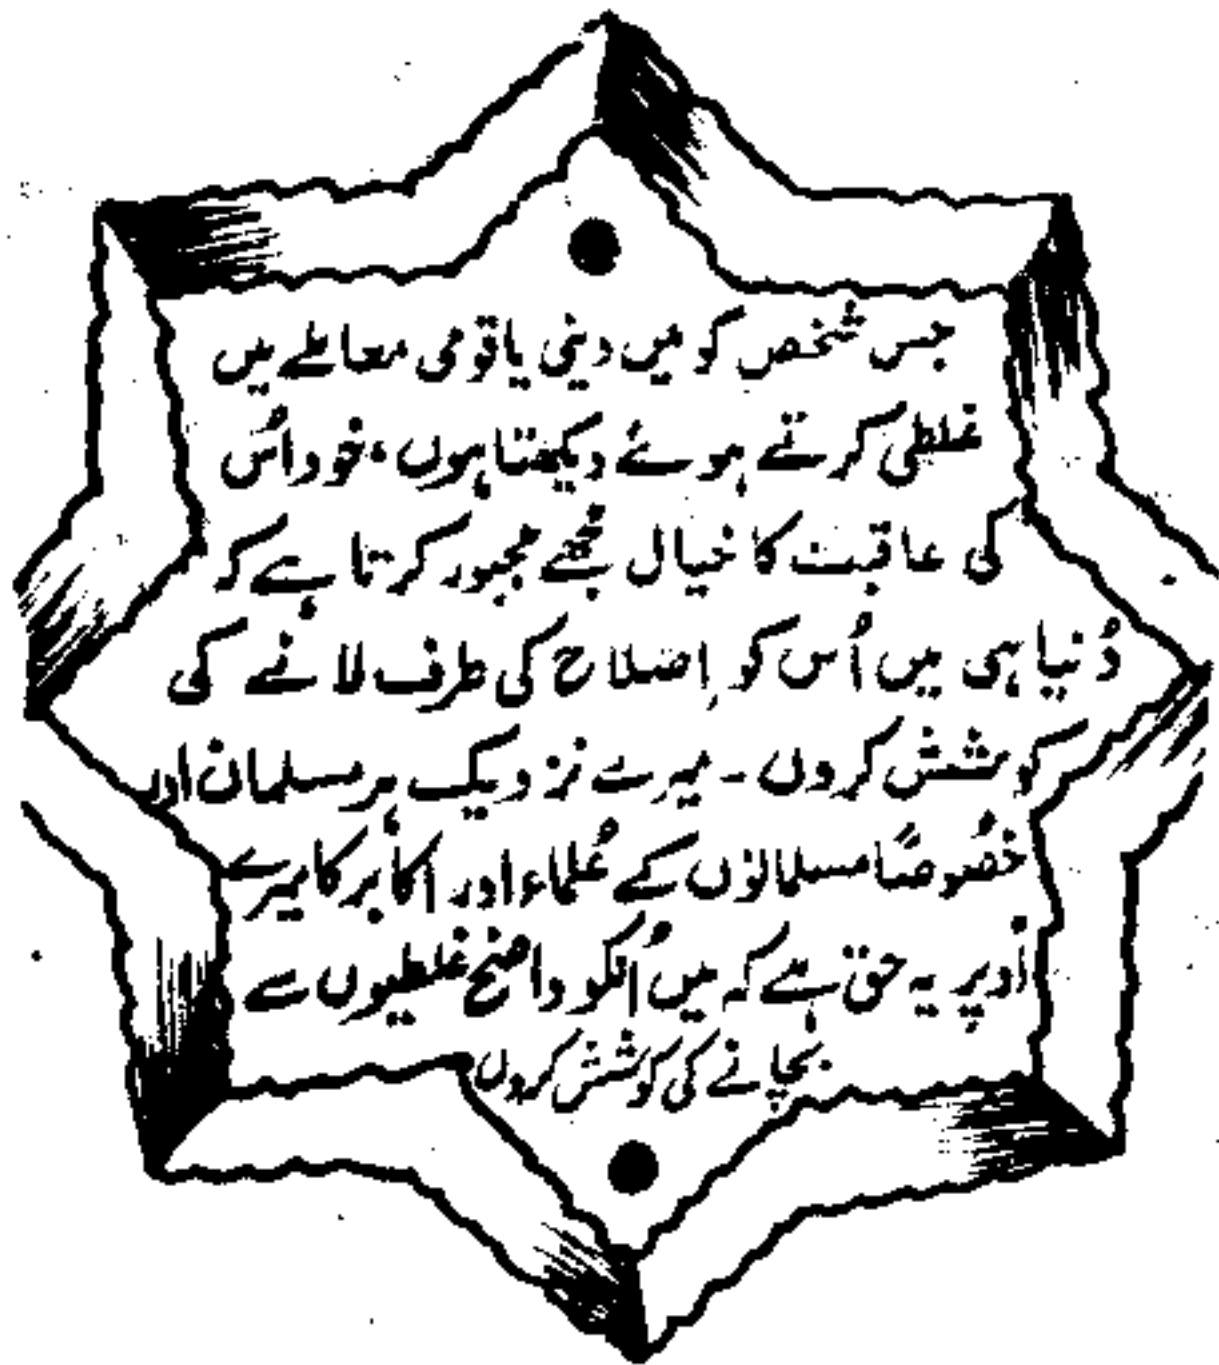 جس شخص کو میں دینی یا قومی معاملے میں
غلطی کرتے ہوئے دیکھتا ہوں، خود اُس
کی عاقبت کا خیال مجھے مجبور کرتا ہے کہ
دُنیا ہی میں اُس کو اِصلاح کی طرف لانے کی
کوشش کروں ۔ میرے نزدیک ہر مسلمان اور
خصُوصًا مسلمانوں کے عُلماء اور اکابر کا میرے
اُوپر یہ حق ہے کہ میں اُنکو واضح غلطیوں سے
بچانے کی کوشش کروں